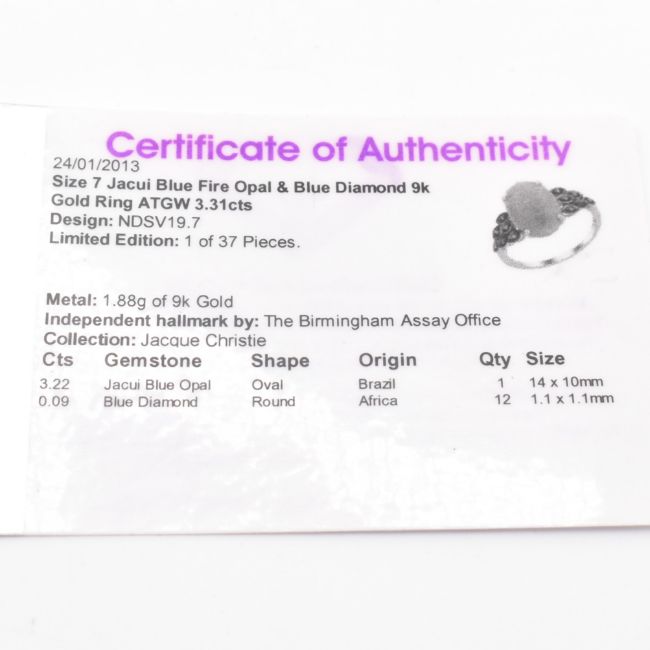 Certificate of Authenticity
24/01/2013
Size 7 Jacui Blue Fire Opal & Blue Diamond 9k
Gold Ring ATGW 3.31cts
Design: NDSV19.7
Limited Edition: 1 of 37 Pieces.
Metal: 1.88g of 9k Gold
Independent hallmark by: The Birmingham Assay Office
Collection: Jacque Christie
Cts Gemstone Shape Origin Qty Size
3.22 Jacui Blue Opal Oval Brazil 1 14 x 10mm
0.09 Blue Diamond Round Africa 12 1.1 x 1.1mm